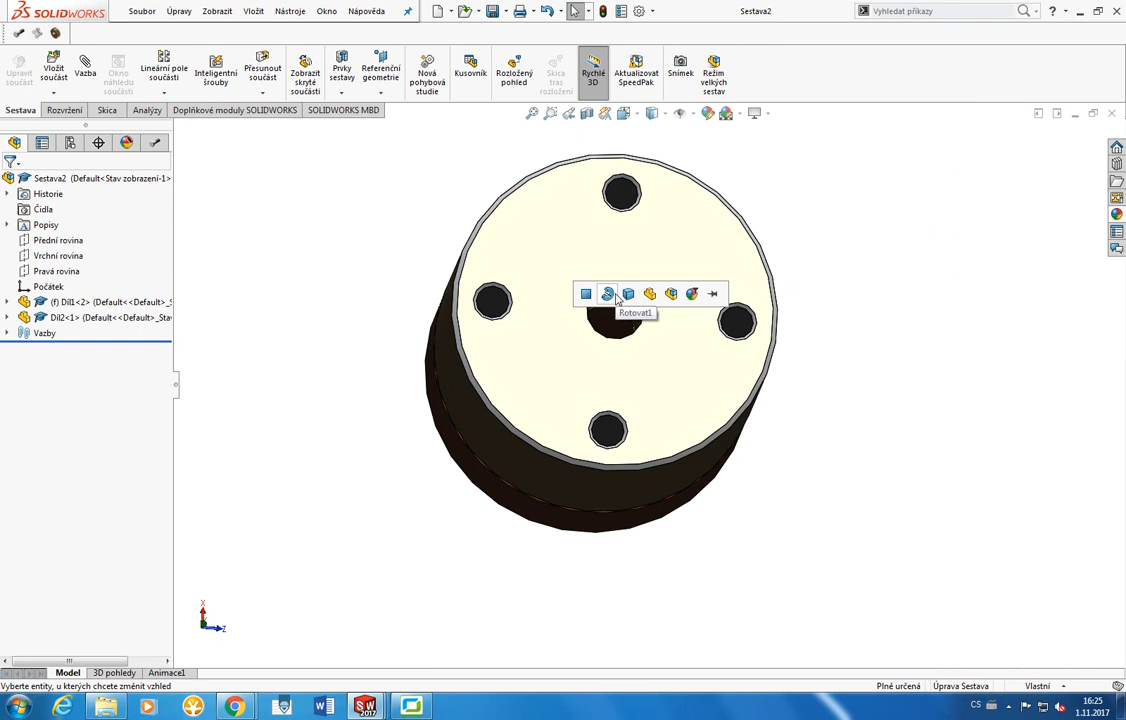 SOLIDWORKS
Soubor Úpravy Zobrazit Vložit Nástroje Okno Nápověda
Sestava2
Vyhledat příkazy
Upravit součást
Vložit součást
Vazba
Okno náhledu součásti
Lineární pole součásti
Inteligentní šrouby
Přesunout součást
Zobrazit skryté součásti
Prvky sestavy
Referenční geometrie
Nová pohybová studie
Kusovník
Rozložený pohled
Skica tras rozložení
Rychlé 3D
Aktualizovat SpeedPak
Snímek
Režim velkých sestav
Sestava Rozvržení Skica Analýzy Doplňkové moduly SOLIDWORKS SOLIDWORKS MBD
Sestava2 (Default<Stav zobrazení-1>
Historie
Čidla
Popisy
Přední rovina
Vrchní rovina
Pravá rovina
Počátek
(f) Díl1<2> (Default<<Default>_S
Díl2<1> (Default<<Default>_Stav
Vazby
Rotovat1
X
Z
Model 3D pohledy Animace1
Vyberte entity, u kterých chcete změnit vzhled
Plně určená
Úprava Sestava
Vlastní
SW
2017
CS
16:25
1.11.2017